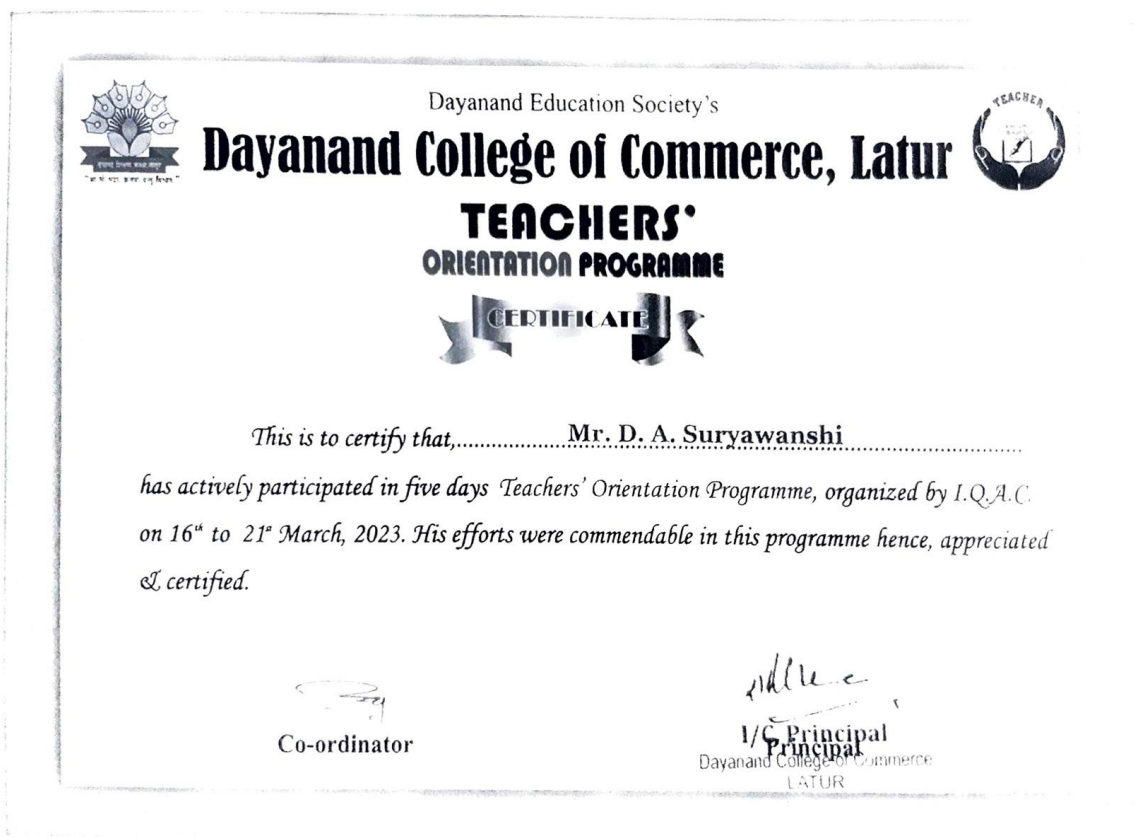 Dayanand Education Society's
TEACHER
Dayanand College of Commerce, Latur
TEACHERS'
ORIENTATION PROGRAMME
CERTIFICATE
This is to certify that,..................Mr. D. A. Suryawanshi..............................
has actively participated in five days Teachers' Orientation Programme, organized by I.Q.A.C.
on 16th to 21st March, 2023. His efforts were commendable in this programme hence, appreciated
& certified.
Co-ordinator
I/C Principal
Principal
Dayanand College of Commerce
LATUR